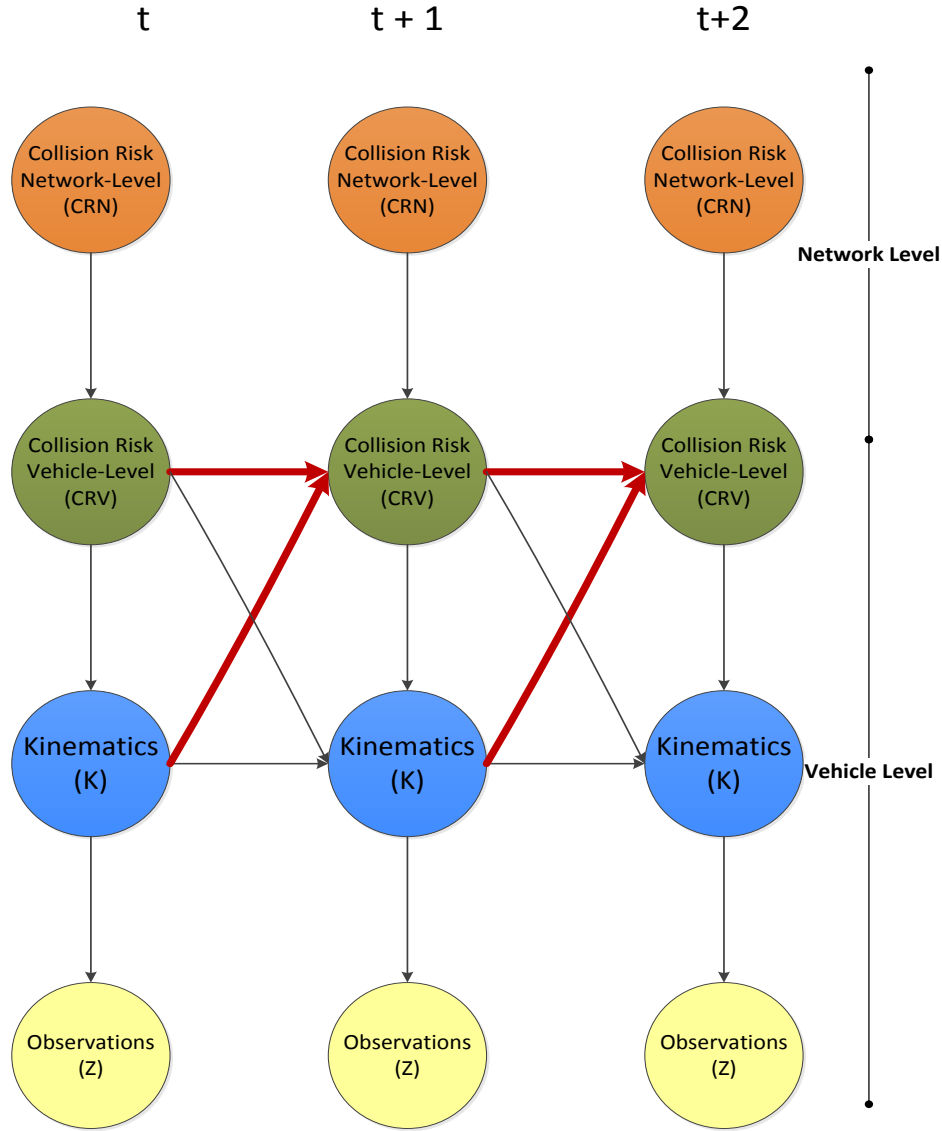 t
t + 1
t+2
Collision Risk
Network-Level
(CRN)
Collision Risk
Network-Level
(CRN)
Collision Risk
Network-Level
(CRN)
Network Level
Collision Risk
Vehicle-Level
(CRV)
Collision Risk
Vehicle-Level
(CRV)
Collision Risk
Vehicle-Level
(CRV)
Kinematics
(K)
Kinematics
(K)
Kinematics
(K)
Vehicle Level
Observations
(Z)
Observations
(Z)
Observations
(Z)